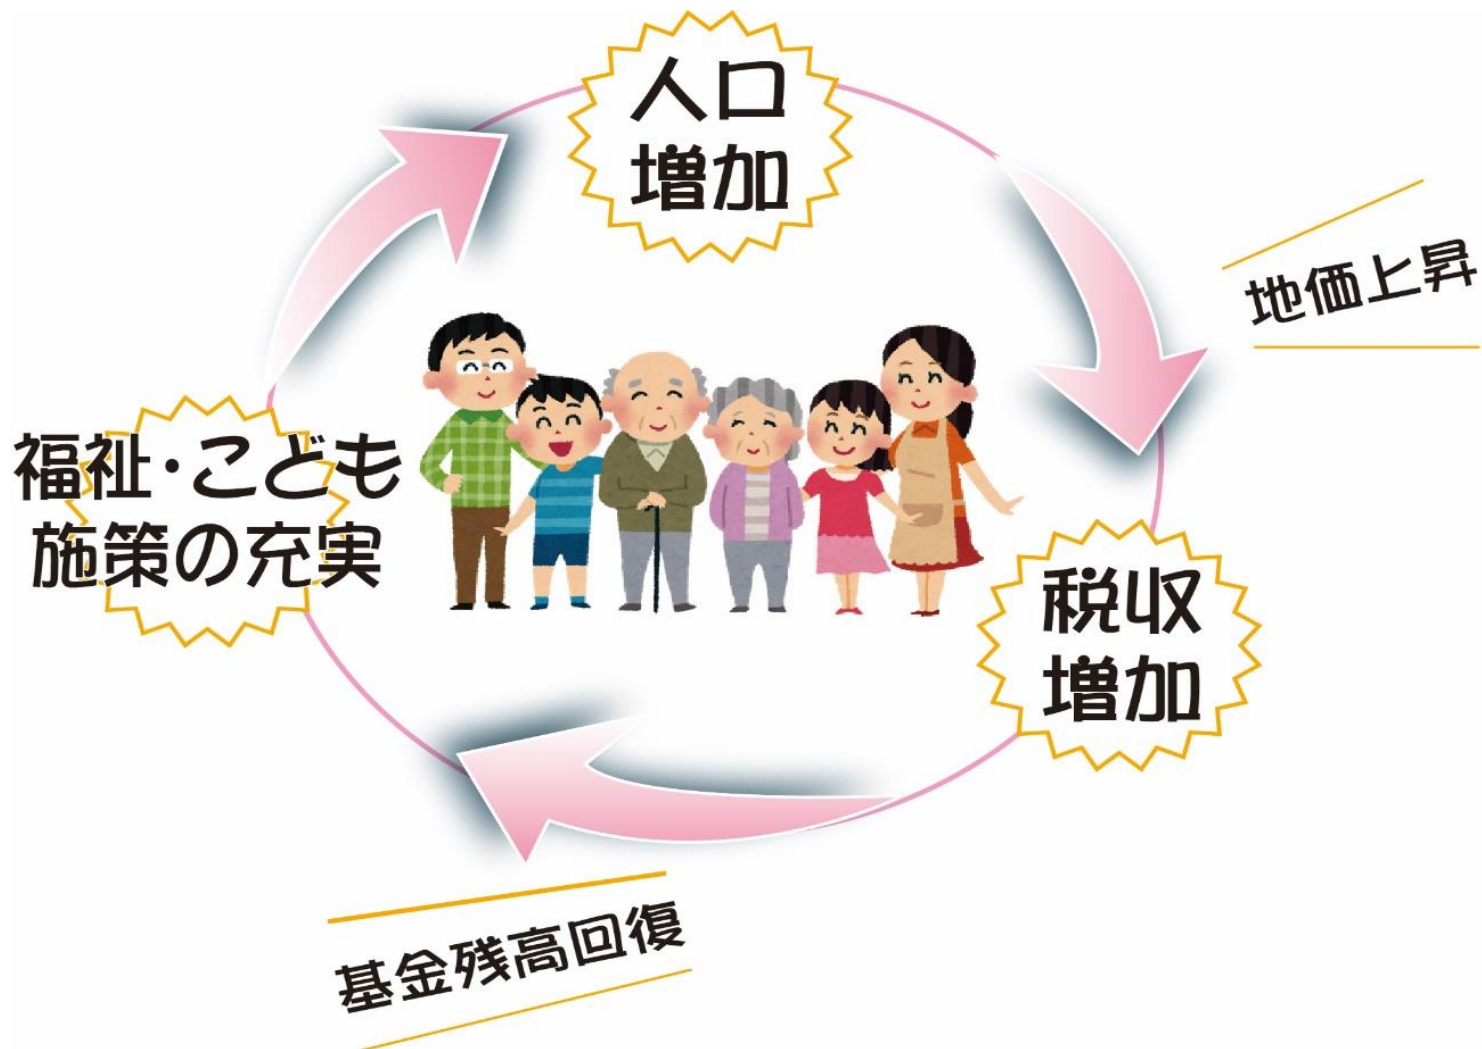 人口
増加
地価上昇
福祉・こども
施策の充実
税収
増加
基金残高回復